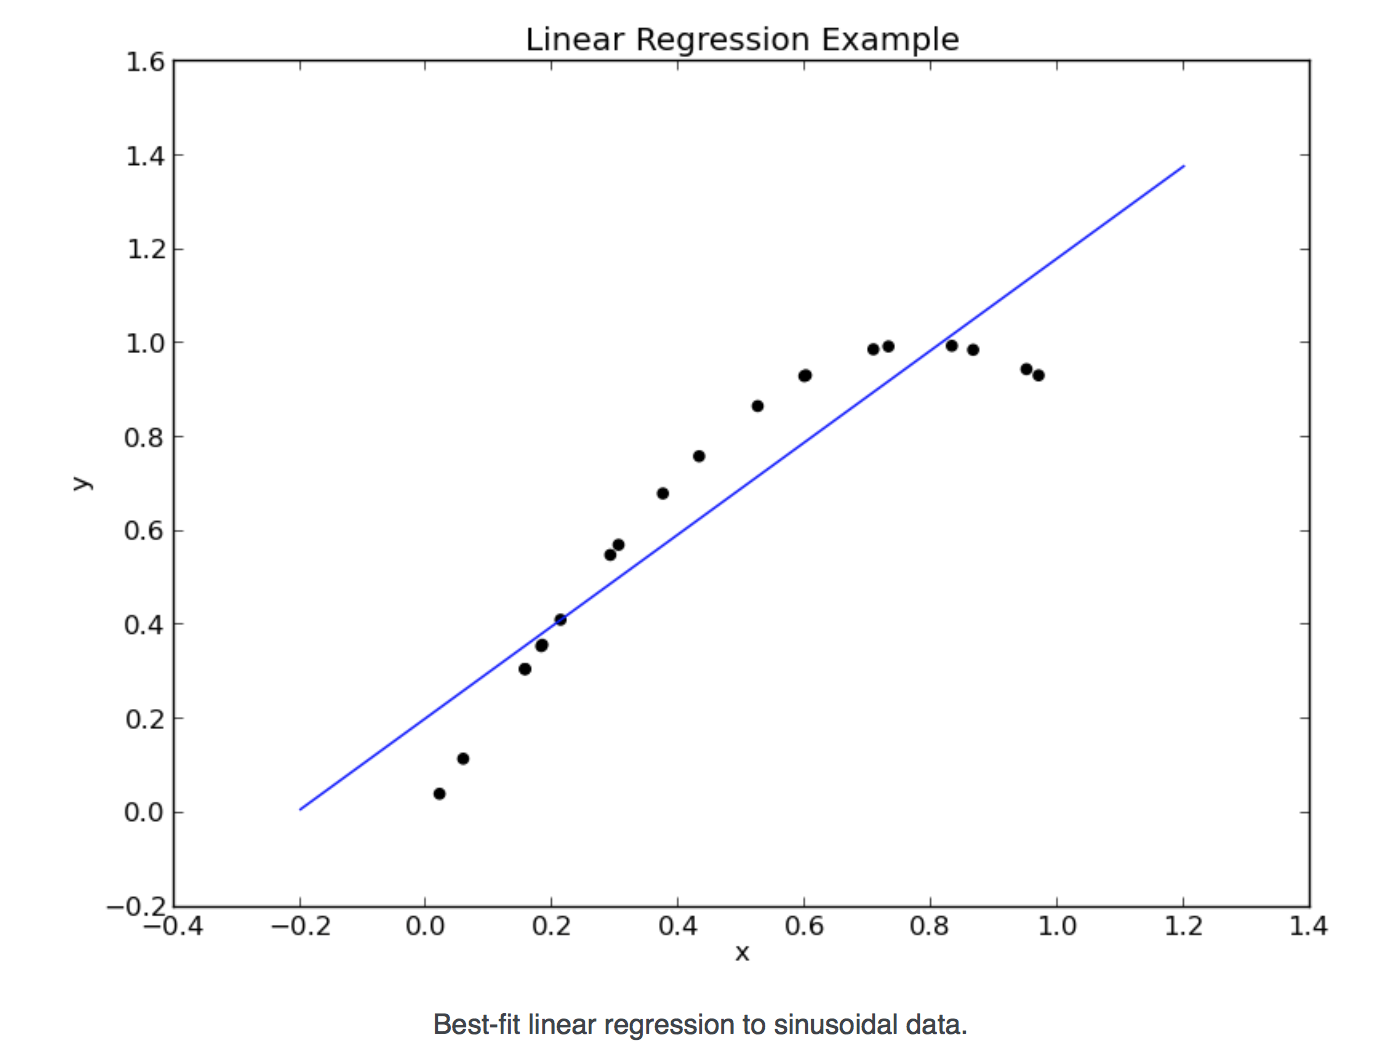 Linear Regression Example
1.6
1.4
1.2
1.0
0.8
0.6
0.4
0.2
0.0
−0.2
y
−0.4 −0.2 0.0 0.2 0.4 0.6 0.8 1.0 1.2 1.4
x
Best-fit linear regression to sinusoidal data.